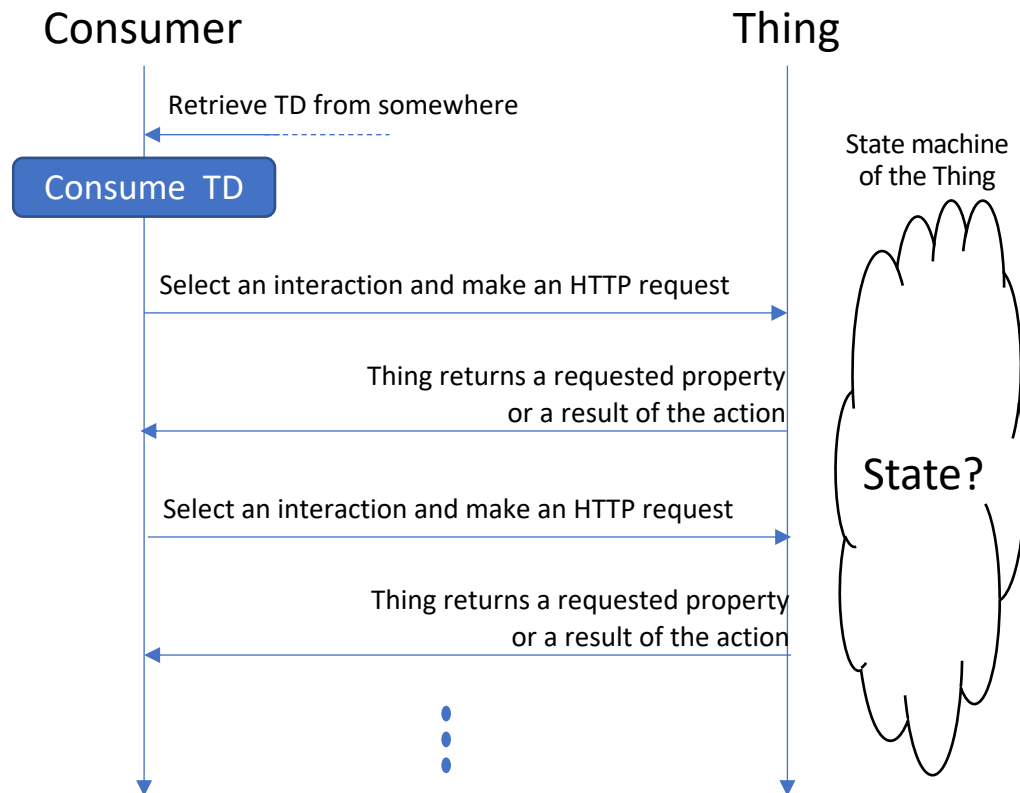 Consumer
Thing
Retrieve TD from somewhere
State machine
of the Thing
Consume TD
Select an interaction and make an HTTP request
Thing returns a requested property
or a result of the action
State?
Select an interaction and make an HTTP request
Thing returns a requested property
or a result of the action